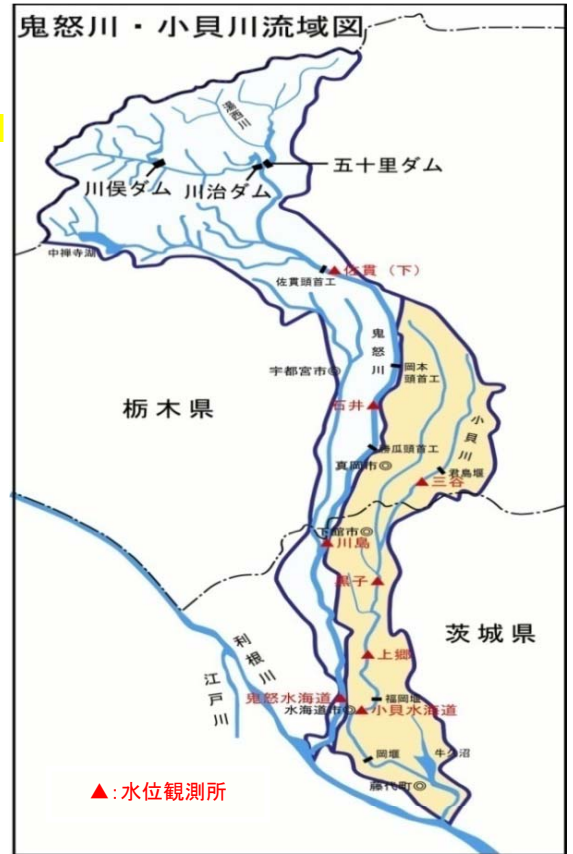 鬼怒川・小貝川流域図
湯西川
五十里ダム
川俣ダム
川治ダム
中禅寺湖
佐貫（下）
佐貫頭首工
鬼怒川
宇都宮市◎
岡本
頭首工
栃木県
石井
小貝川
勝瓜頭首工
真岡市◎
君島堰
三谷
下館市◎
川島
黒子
茨城県
上郷
利根川
江戸川
鬼怒水海道
福岡堰
水海道市◎
小貝水海道
岡堰
牛久沼
藤代町◎
▲:水位観測所